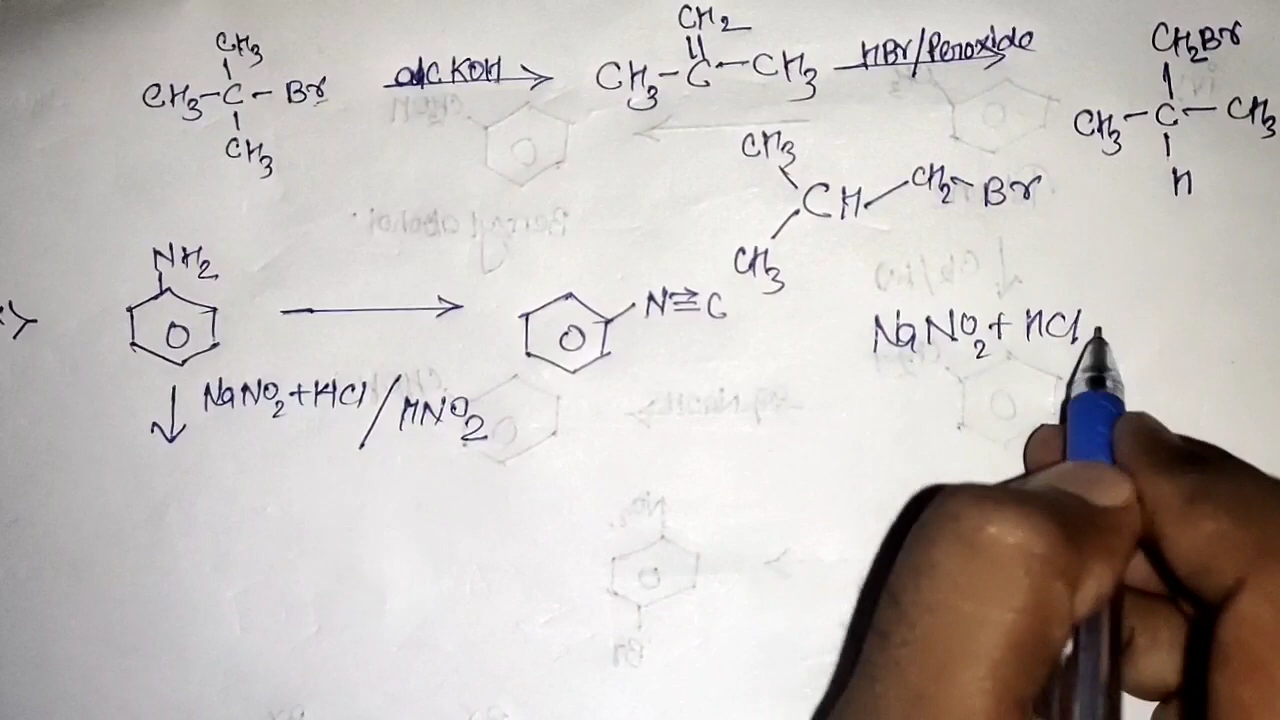 CH3
CH3-C-Br
CH3
alc.KOH
CH2
CH3-C-CH3
HBr/Peroxide
CH2Br
CH3-C-CH3
H
CH3
CH-CH2-Br
CH3
NH2
N≡C
NaNO2+HCl
NaNO2+HCl/HNO2